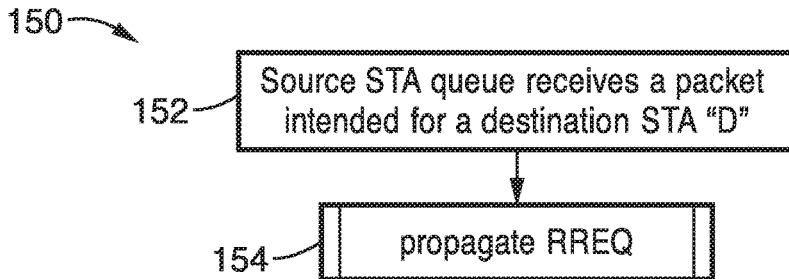 150
152
Source STA queue receives a packet
intended for a destination STA “D”
154
propagate RREQ